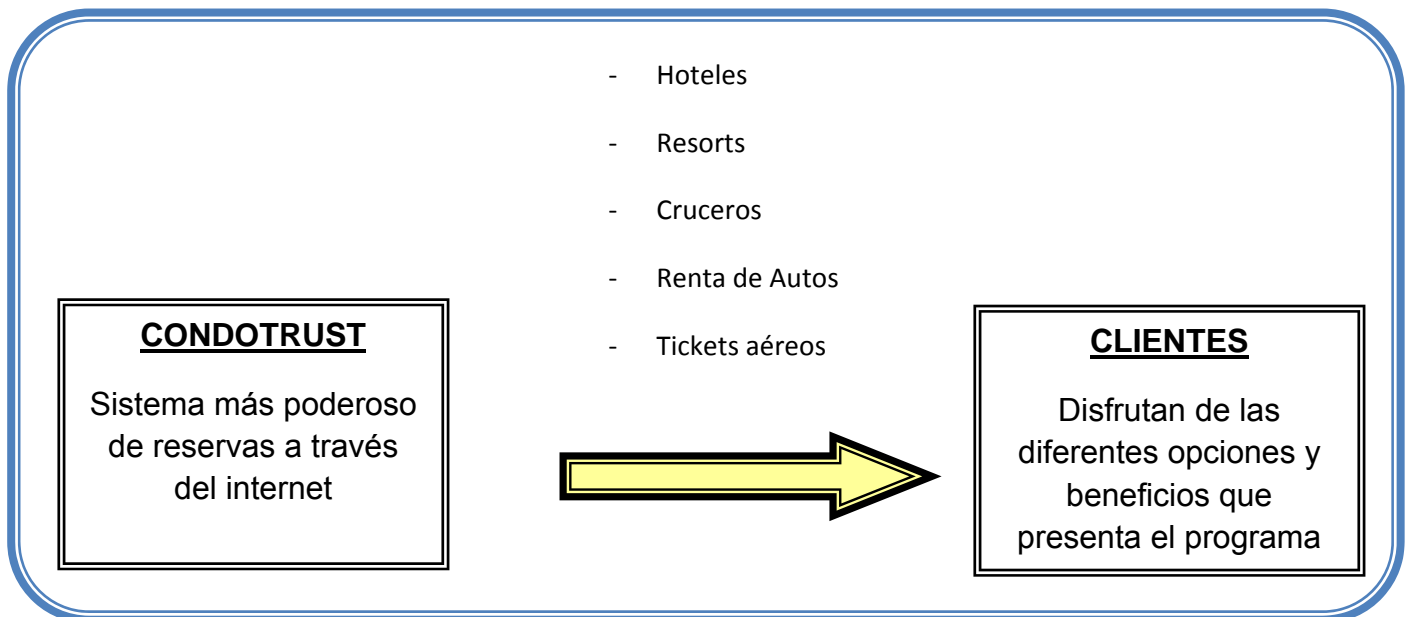 - Hoteles
- Resorts
- Cruceros
- Renta de Autos
- Tickets aéreos
CONDOTRUST
Sistema más poderoso
de reservas a través
del internet
CLIENTES
Disfrutan de las
diferentes opciones y
beneficios que
presenta el programa